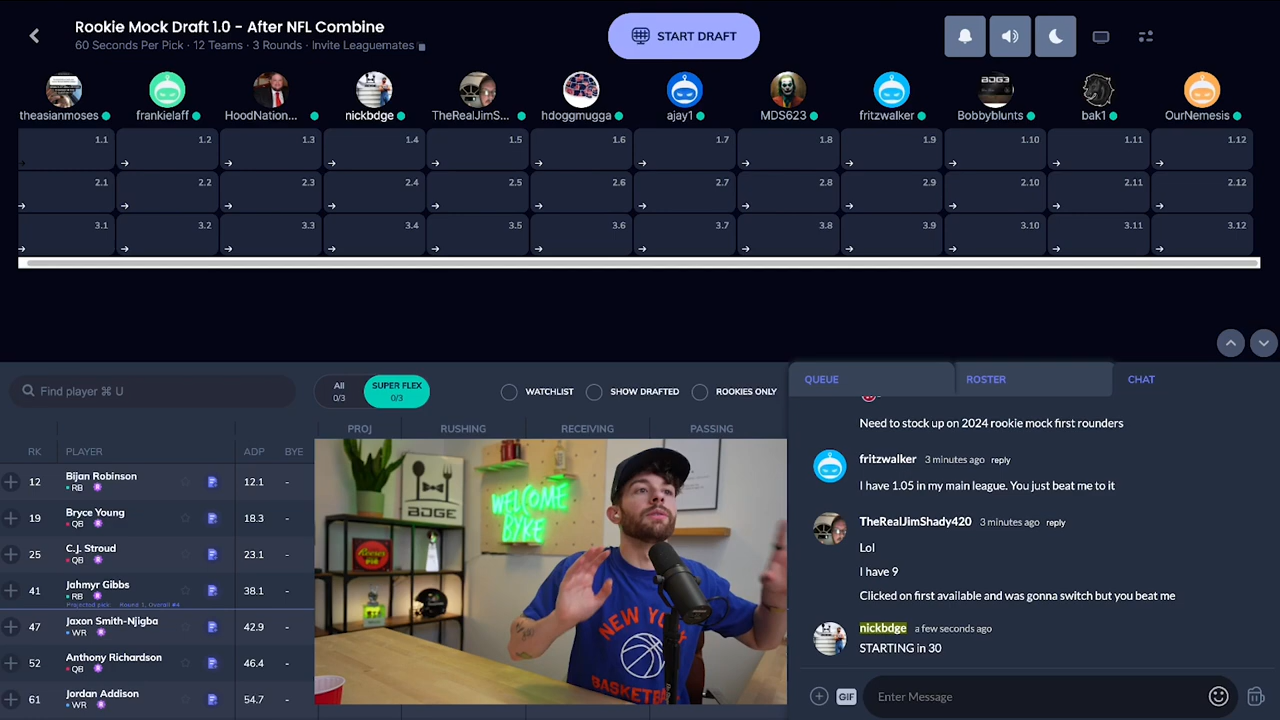 Rookie Mock Draft 1.0 - After NFL Combine
60 Seconds Per Pick · 12 Teams · 3 Rounds · Invite Leaguemates
START DRAFT
theasianmoses frankielaff HoodNation... nickbdge TheRealJimS... hdoggmugga ajay1 MDS623 fritzwalker Bobbyblunts bak1 OurNemesis
1.1 1.2 1.3 1.4 1.5 1.6 1.7 1.8 1.9 1.10 1.11 1.12
2.1 2.2 2.3 2.4 2.5 2.6 2.7 2.8 2.9 2.10 2.11 2.12
3.1 3.2 3.3 3.4 3.5 3.6 3.7 3.8 3.9 3.10 3.11 3.12
Find player ⌘ U
All
0/3
SUPER FLEX
0/3
WATCHLIST SHOW DRAFTED ROOKIES ONLY
PROJ RUSHING RECEIVING PASSING
RK PLAYER ADP BYE
12 Bijan Robinson 12.1 -
RB
19 Bryce Young 18.3 -
QB
25 C.J. Stroud 23.1 -
QB
41 Jahmyr Gibbs 38.1 -
RB
Projected pick: Round 1, Overall #4
47 Jaxon Smith-Njigba 42.9 -
WR
52 Anthony Richardson 46.4 -
QB
61 Jordan Addison 54.7 -
WR
BDGE
WELCOME
BYKE
NEW YORK
BASKETBALL
QUEUE ROSTER CHAT
Need to stock up on 2024 rookie mock first rounders
fritzwalker 3 minutes ago reply
I have 1.05 in my main league. You just beat me to it
TheRealJimShady420 3 minutes ago reply
Lol
I have 9
Clicked on first available and was gonna switch but you beat me
nickbdge a few seconds ago
STARTING in 30
GIF Enter Message